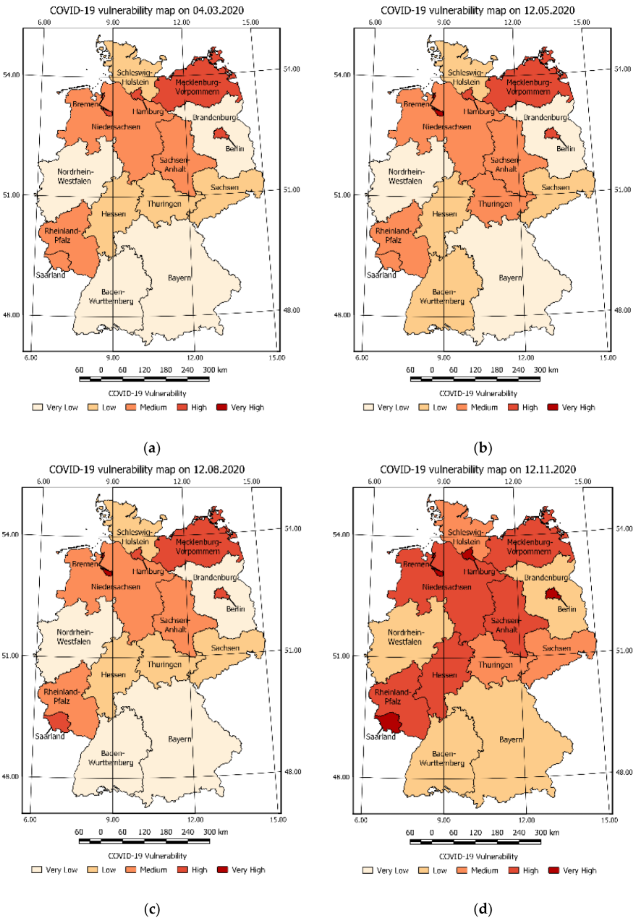 COVID-19 vulnerability map on 04.03.2020
6.00 9.00 12.00
54.00 54.00
Schleswig-
Holstein
Mecklenburg-
Vorpommern
Bremen
Hamburg
Brandenburg
Niedersachsen
Berlin
Sachsen-
Anhalt
Nordrhein-
Westfalen
51.00 51.00
Sachsen
Hessen
Thuringen
Rheinland-
Pfalz
Saarland
Bayern
Baden-
Wurttemberg
48.00 48.00
6.00 9.00 12.00 15.00
60 0 60 120 180 240 300 km
COVID-19 Vulnerability
Very Low Low Medium High Very High
(a)
COVID-19 vulnerability map on 12.05.2020
6.00 9.00 12.00 15.00
54.00 54.00
Schleswig-
Holstein
Mecklenburg-
Vorpommern
Bremen
Hamburg
Brandenburg
Niedersachsen
Berlin
Sachsen-
Anhalt
Nordrhein-
Westfalen
51.00 51.00
Sachsen
Hessen
Thuringen
Rheinland-
Pfalz
Saarland
Bayern
Baden-
Wurttemberg
48.00 48.00
6.00 9.00 12.00 15.00
60 0 60 120 180 240 300 km
COVID-19 Vulnerability
Very Low Low Medium High Very High
(b)
COVID-19 vulnerability map on 12.08.2020
6.00 9.00 12.00 15.00
54.00 54.00
Schleswig-
Holstein
Mecklenburg-
Vorpommern
Bremen
Hamburg
Brandenburg
Niedersachsen
Berlin
Sachsen-
Anhalt
Nordrhein-
Westfalen
51.00 51.00
Sachsen
Hessen
Thuringen
Rheinland-
Pfalz
Saarland
Bayern
Baden-
Wurttemberg
48.00 48.00
6.00 9.00 12.00 15.00
60 0 60 120 180 240 300 km
COVID-19 Vulnerability
Very Low Low Medium High Very High
(c)
COVID-19 vulnerability map on 12.11.2020
6.00 9.00 12.00 15.00
54.00 54.00
Schleswig-
Holstein
Mecklenburg-
Vorpommern
Bremen
Hamburg
Brandenburg
Niedersachsen
Berlin
Sachsen-
Anhalt
Nordrhein-
Westfalen
51.00 51.00
Sachsen
Hessen
Thuringen
Rheinland-
Pfalz
Saarland
Bayern
Baden-
Wurttemberg
48.00 48.00
6.00 9.00 12.00 15.00
60 0 60 120 180 240 300 km
COVID-19 Vulnerability
Very Low Low Medium High Very High
(d)